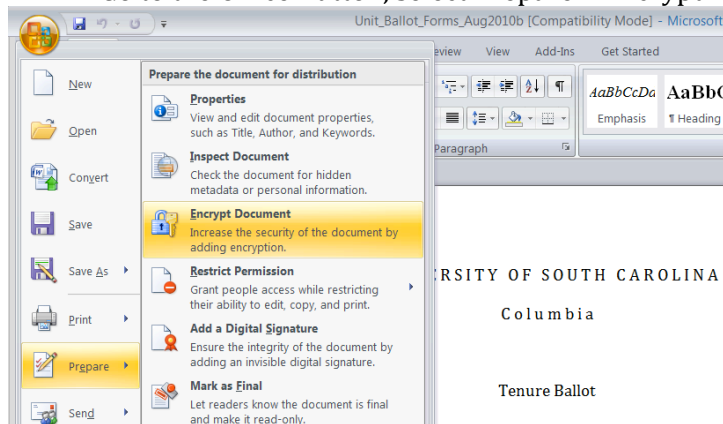 Unit_Ballot_Forms_Aug2010b [Compatibility Mode] - Microsoft
View Add-Ins Get Started
New
Open
Convert
Save
Save As
Print
Prepare
Send
Prepare the document for distribution
Properties
View and edit document properties,
such as Title, Author, and Keywords.
Inspect Document
Check the document for hidden
metadata or personal information.
Encrypt Document
Increase the security of the document by
adding encryption.
Restrict Permission
Grant people access while restricting
their ability to edit, copy, and print.
Add a Digital Signature
Ensure the integrity of the document by
adding an invisible digital signature.
Mark as Final
Let readers know the document is final
and make it read-only.
AaBbCcDd
Emphasis ¶ Heading
Paragraph
RSITY OF SOUTH CAROLINA
Columbia
Tenure Ballot